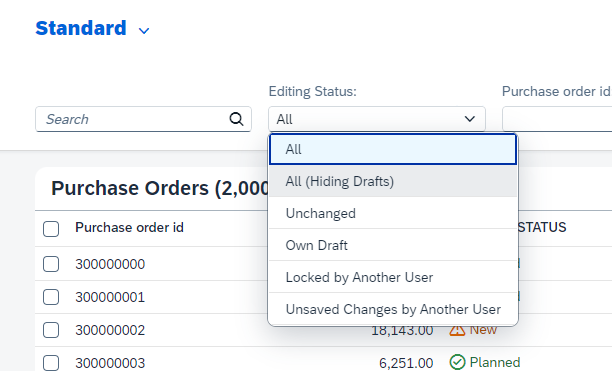 Standard
Editing Status:
Purchase order id
Search
All
All
All (Hiding Drafts)
Purchase Orders (2,000
Unchanged
Purchase order id
STATUS
Own Draft
300000000
Locked by Another User
300000001
Unsaved Changes by Another User
300000002 18,143.00 New
300000003 6,251.00 Planned